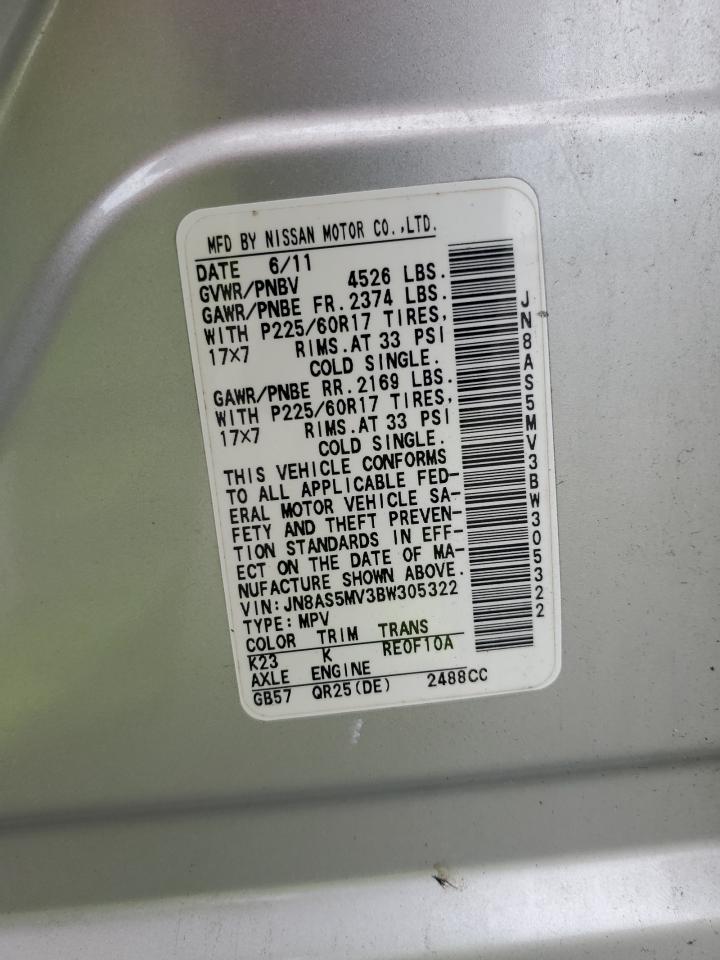 MFD BY NISSAN MOTOR CO.,LTD.
DATE 6/11
GVWR/PNBV 4526 LBS.
GAWR/PNBE FR. 2374 LBS.
WITH P225/60R17 TIRES,
17X7 RIMS.AT 33 PSI
COLD SINGLE.
GAWR/PNBE RR. 2169 LBS.
WITH P225/60R17 TIRES,
17X7 RIMS.AT 33 PSI
COLD SINGLE.
THIS VEHICLE CONFORMS
TO ALL APPLICABLE FED-
ERAL MOTOR VEHICLE SA-
FETY AND THEFT PREVEN-
TION STANDARDS IN EFF-
ECT ON THE DATE OF MA-
NUFACTURE SHOWN ABOVE.
VIN:JN8AS5MV3BW305322
TYPE:MPV
COLOR TRIM TRANS
K23 K RE0F10A
AXLE ENGINE
GB57 QR25(DE) 2488CC
JN8AS5MV3BW305322